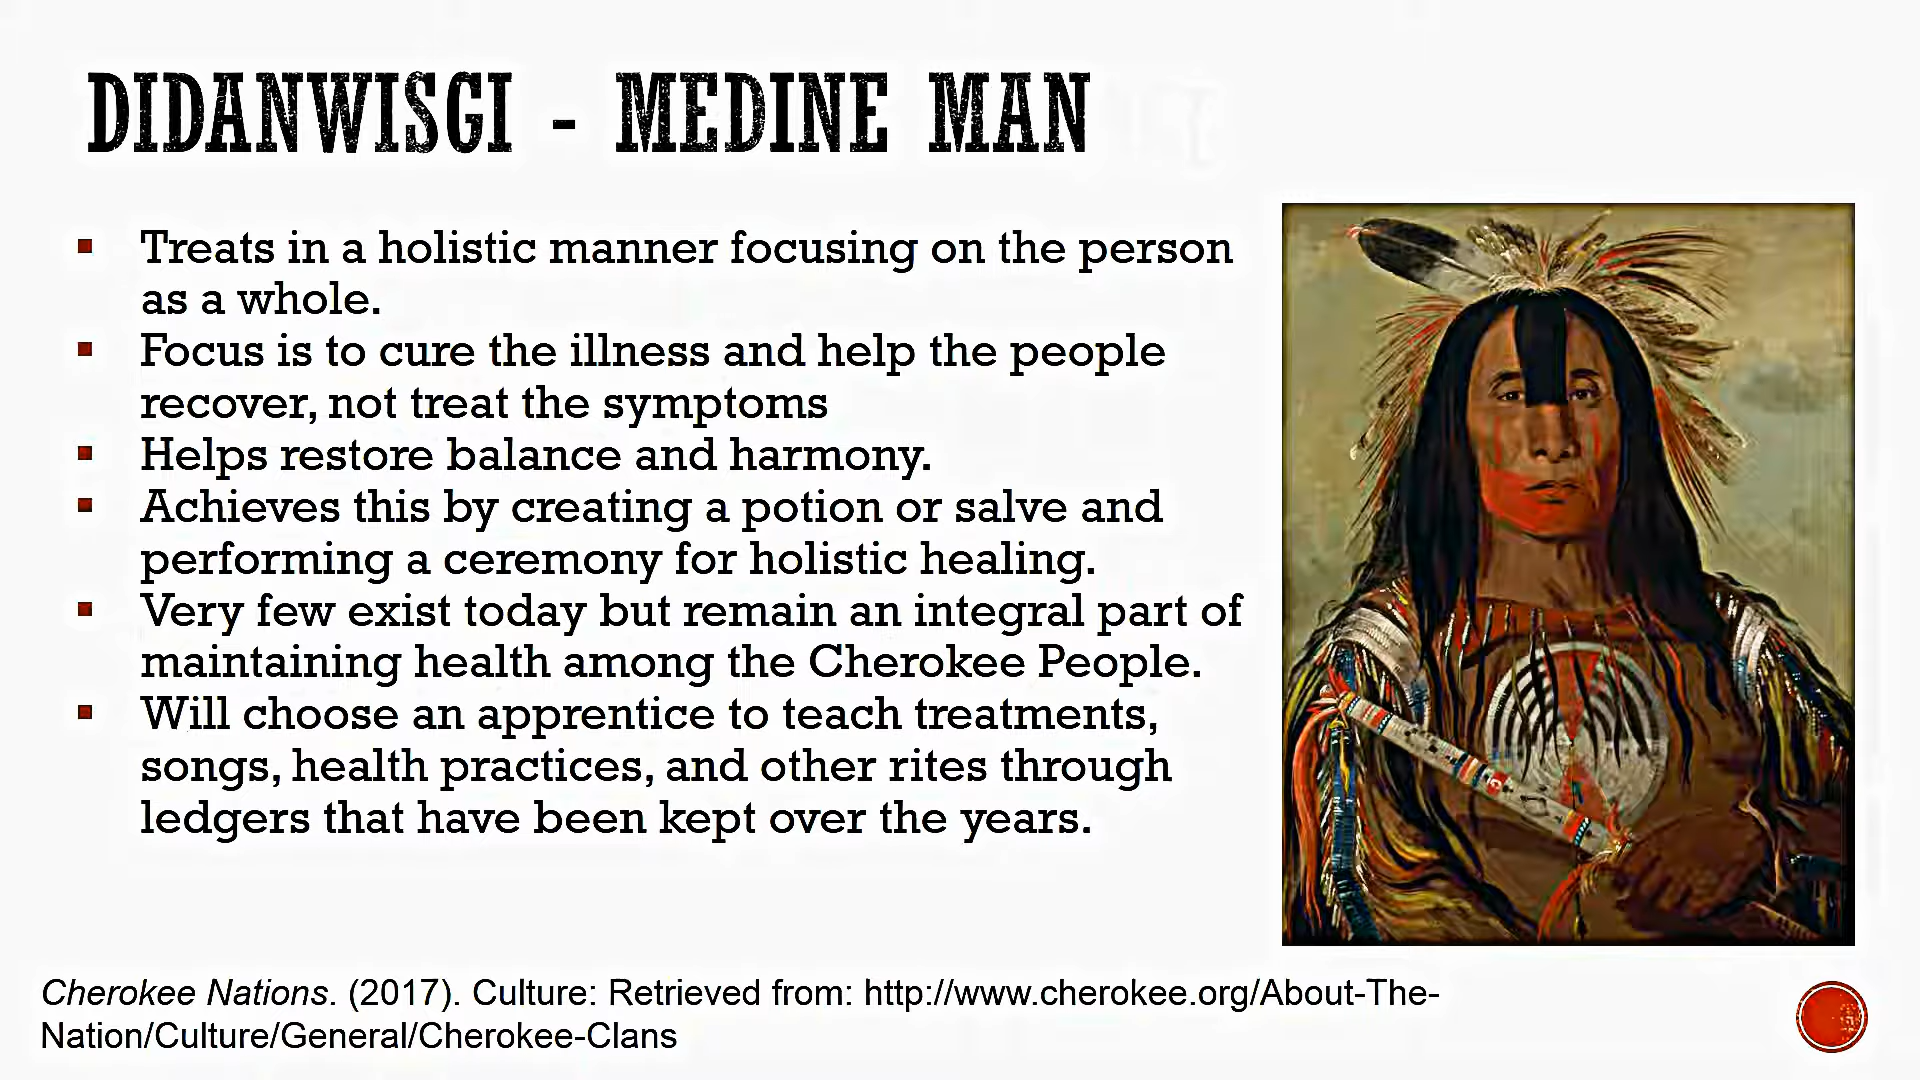 DIDANWISGI - MEDINE MAN
Treats in a holistic manner focusing on the person
as a whole.
Focus is to cure the illness and help the people
recover, not treat the symptoms
Helps restore balance and harmony.
Achieves this by creating a potion or salve and
performing a ceremony for holistic healing.
Very few exist today but remain an integral part of
maintaining health among the Cherokee People.
Will choose an apprentice to teach treatments,
songs, health practices, and other rites through
ledgers that have been kept over the years.
Cherokee Nations. (2017). Culture: Retrieved from: http://www.cherokee.org/About-The-
Nation/Culture/General/Cherokee-Clans